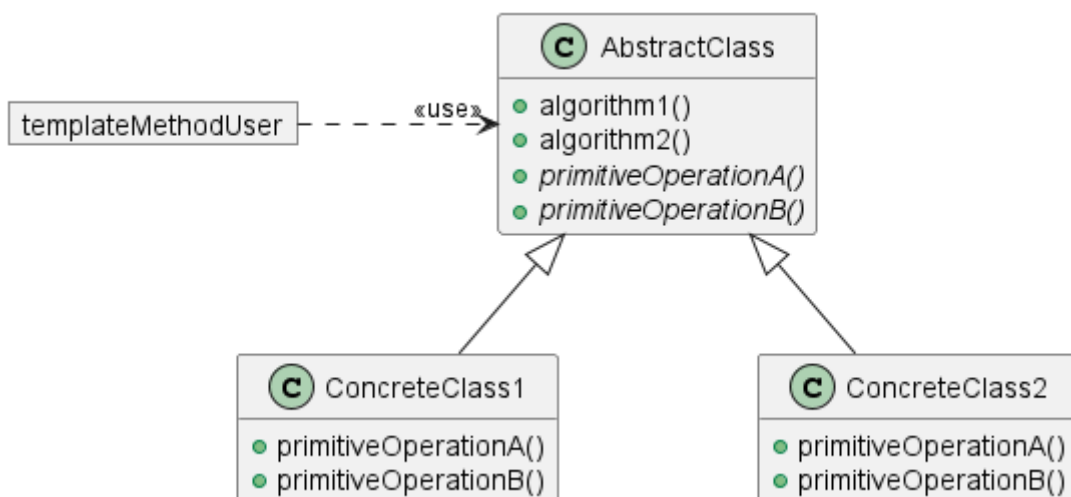 C AbstractClass
algorithm1()
algorithm2()
primitiveOperationA()
primitiveOperationB()
templateMethodUser
«use»
C ConcreteClass1
primitiveOperationA()
primitiveOperationB()
C ConcreteClass2
primitiveOperationA()
primitiveOperationB()